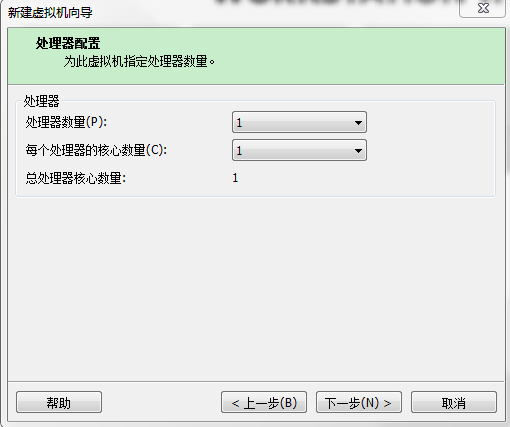 新建虚拟机向导
处理器配置
为此虚拟机指定处理器数量。
处理器
处理器数量(P): 1
每个处理器的核心数量(C): 1
总处理器核心数量: 1
帮助 < 上一步(B) 下一步(N) > 取消